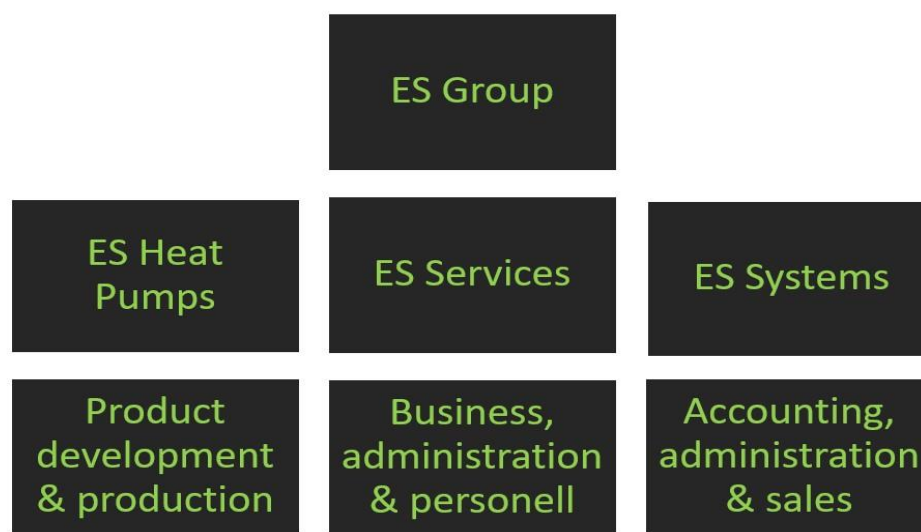 ES Group
ES Heat
Pumps
ES Services
ES Systems
Product
development
& production
Business,
administration
& personell
Accounting,
administration
& sales